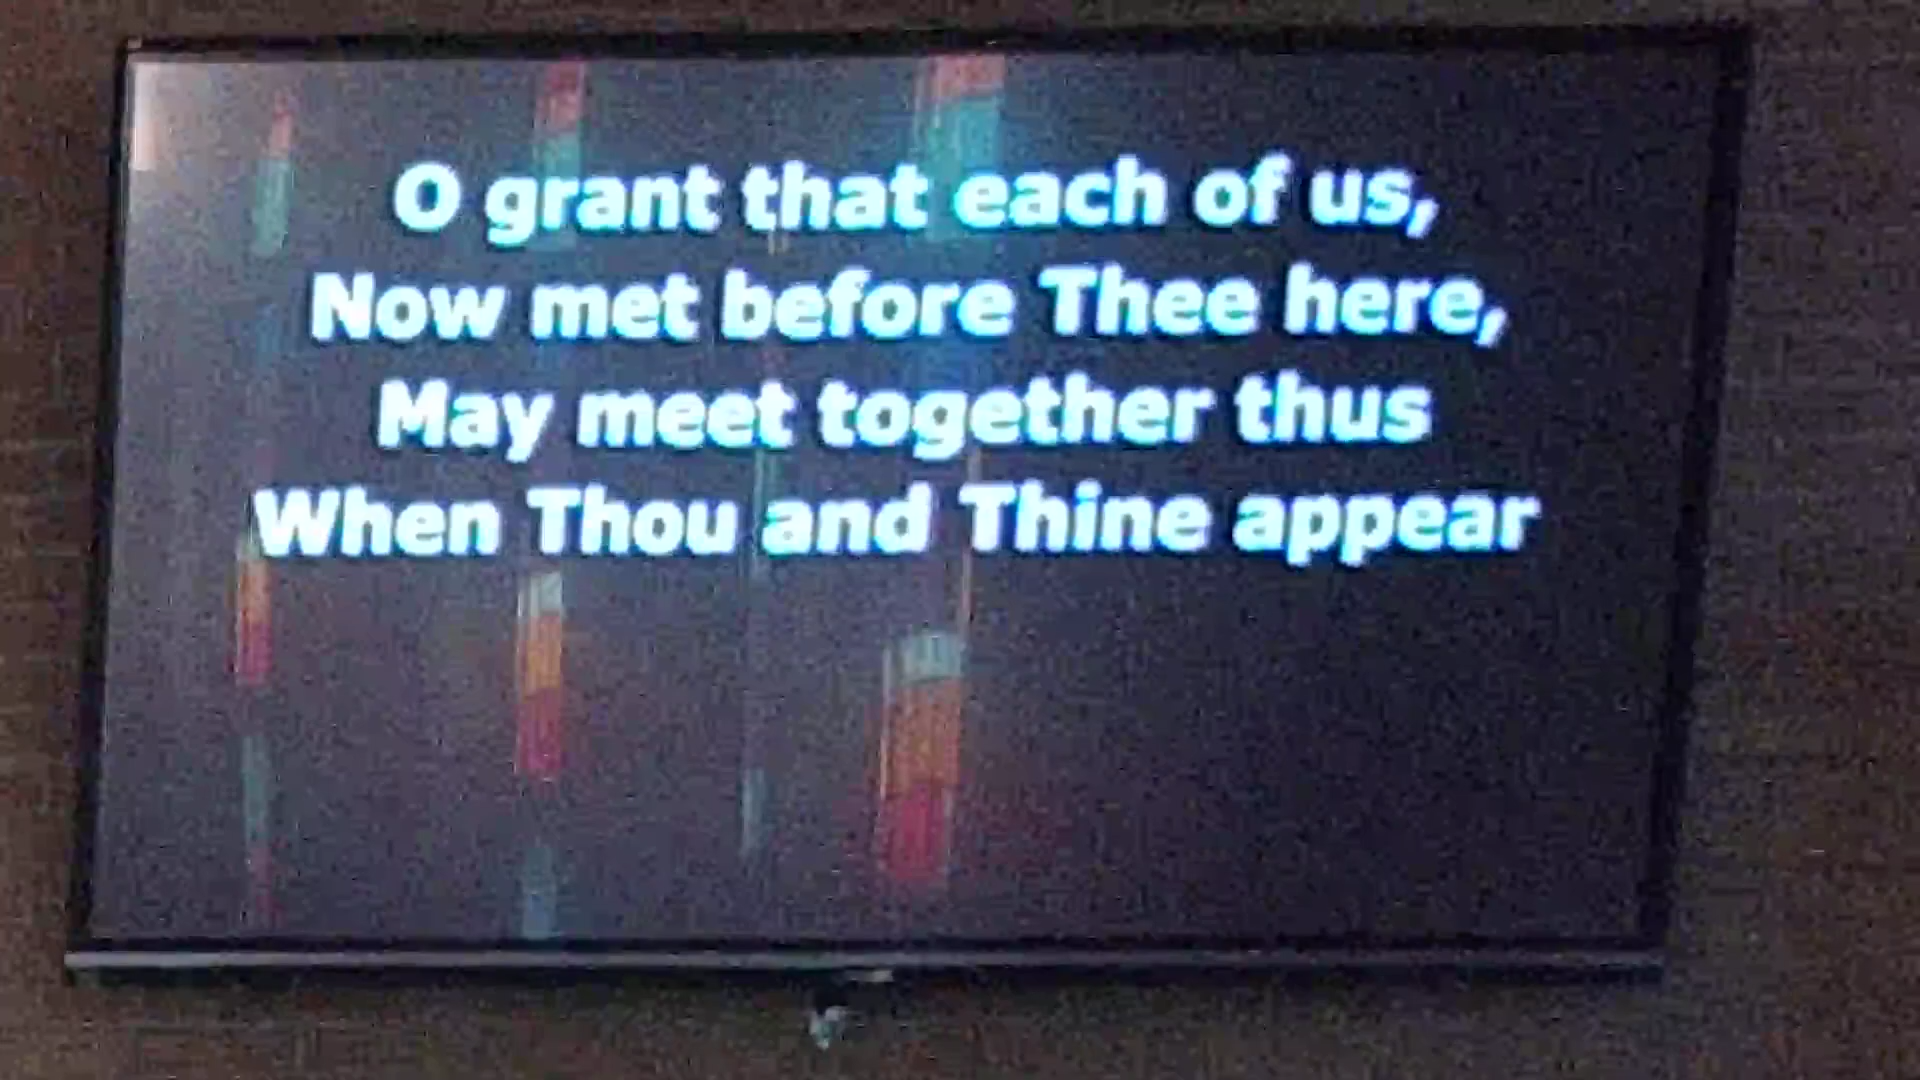 O grant that each of us,
Now met before Thee here,
May meet together thus
When Thou and Thine appear